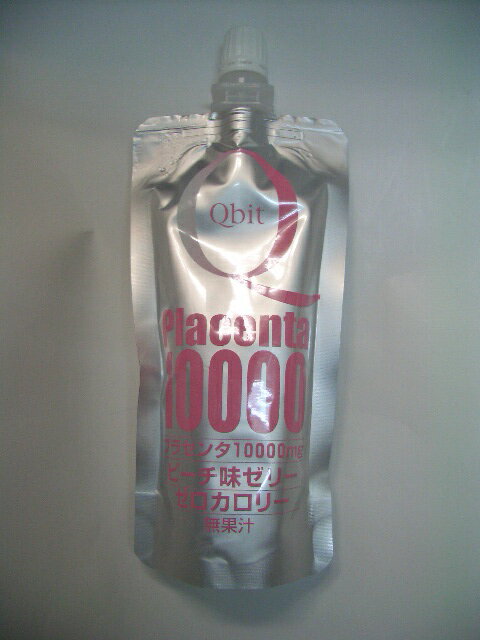 Qbit
Placenta
10000
プラセンタ10000mg
ピーチ味ゼリー
ゼロカロリー
無果汁